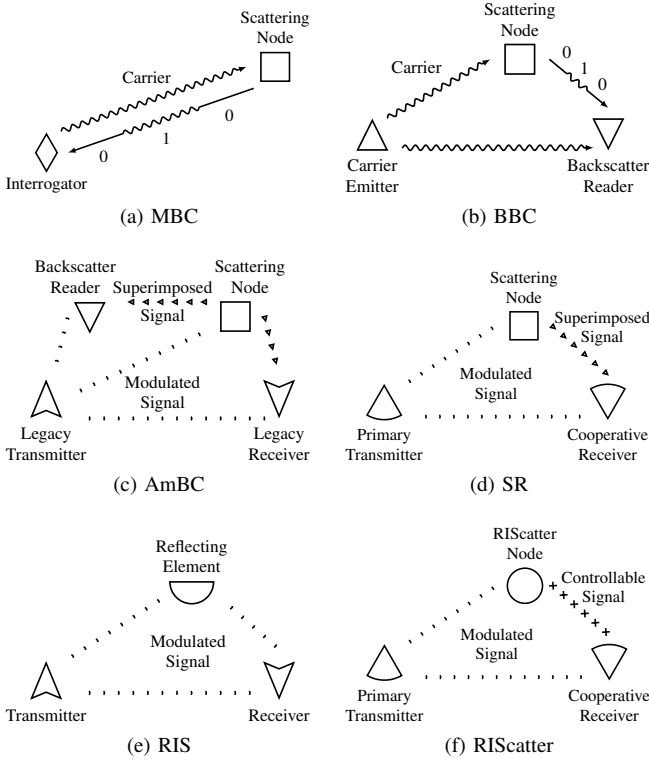 Scattering
Node
Carrier
0
1
0
Interrogator
(a) MBC
Scattering
Node
Carrier
0
1
0
Carrier
Emitter
Backscatter
Reader
(b) BBC
Backscatter
Reader
Superimposed
Signal
Scattering
Node
Modulated
Signal
Legacy
Transmitter
Legacy
Receiver
(c) AmBC
Scattering
Node
Superimposed
Signal
Modulated
Signal
Primary
Transmitter
Cooperative
Receiver
(d) SR
Reflecting
Element
Modulated
Signal
Transmitter
Receiver
(e) RIS
RIScatter
Node
Controllable
Signal
Modulated
Signal
Primary
Transmitter
Cooperative
Receiver
(f) RIScatter